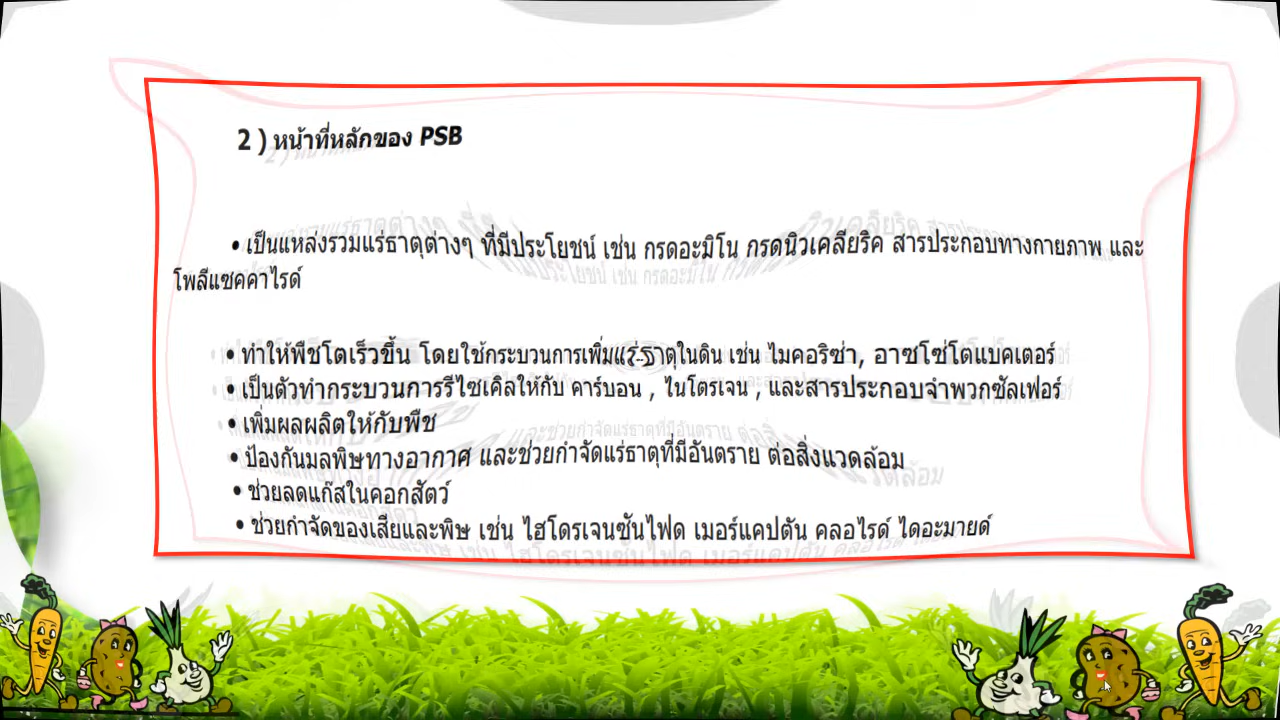 2 ) หน้าที่หลักของ PSB
• เป็นแหล่งรวมแร่ธาตุต่างๆ ที่มีประโยชน์ เช่น กรดอะมิโน กรดนิวเคลียริค สารประกอบทางกายภาพ และ
โพลีแซคคาไรด์
• ทำให้พืชโตเร็วขึ้น โดยใช้กระบวนการเพิ่มแร่ธาตุในดิน เช่น ไมคอริซ่า, อาซโซ่โตแบคเตอร์
• เป็นตัวทำกระบวนการรีไซเคิลให้กับ คาร์บอน , ไนโตรเจน , และสารประกอบจำพวกซัลเฟอร์
• เพิ่มผลผลิตให้กับพืช
• ป้องกันมลพิษทางอากาศ และช่วยกำจัดแร่ธาตุที่มีอันตราย ต่อสิ่งแวดล้อม
• ช่วยลดแก๊สในคอกสัตว์
• ช่วยกำจัดของเสียและพิษ เช่น ไฮโดรเจนซันไฟด เมอร์แคปตัน คลอไรด์ ไดอะมายด์